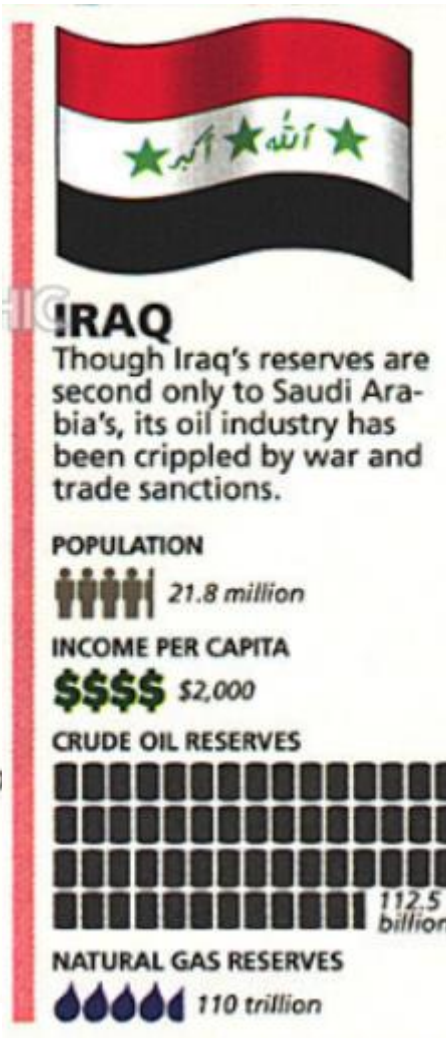 الله أكبر
IRAQ
Though Iraq's reserves are
second only to Saudi Ara-
bia's, its oil industry has
been crippled by war and
trade sanctions.
POPULATION
21.8 million
INCOME PER CAPITA
$$$$ $2,000
CRUDE OIL RESERVES
112.5
billion
NATURAL GAS RESERVES
110 trillion